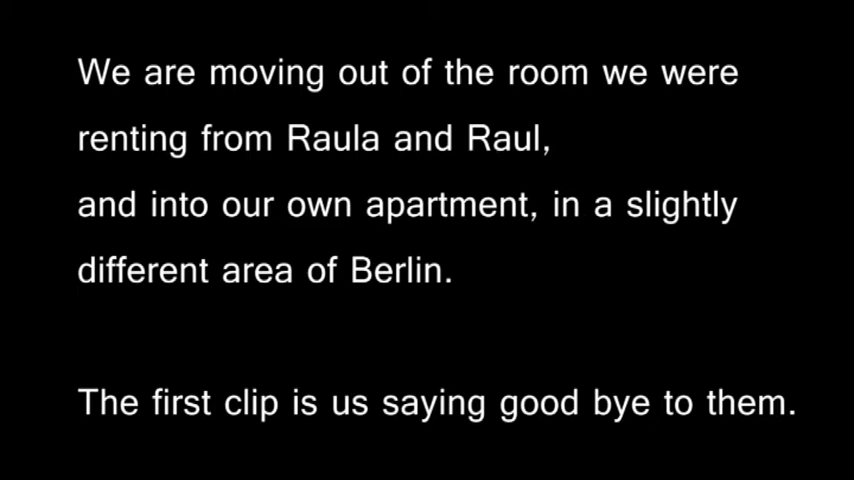 We are moving out of the room we were
renting from Raula and Raul,
and into our own apartment, in a slightly
different area of Berlin.
The first clip is us saying good bye to them.